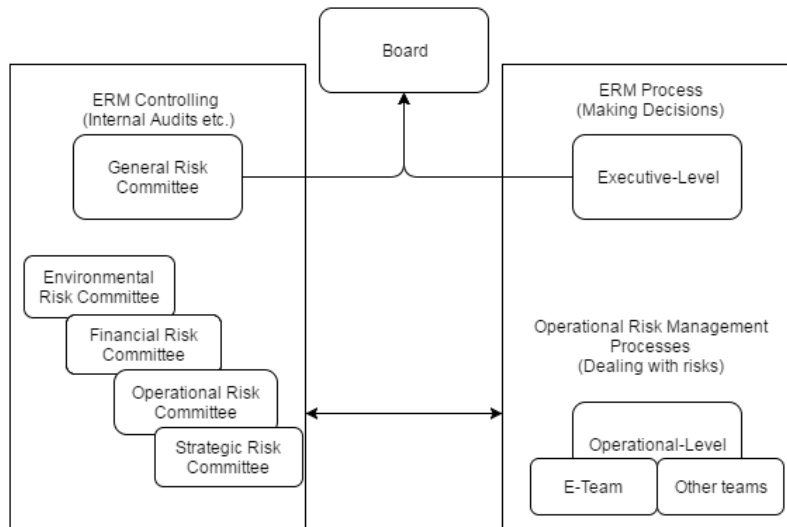 Board
ERM Controlling
(Internal Audits etc.)
General Risk
Committee
Environmental
Risk Committee
Financial Risk
Committee
Operational Risk
Committee
Strategic Risk
Committee
ERM Process
(Making Decisions)
Executive-Level
Operational Risk Management
Processes
(Dealing with risks)
Operational-Level
E-Team
Other teams